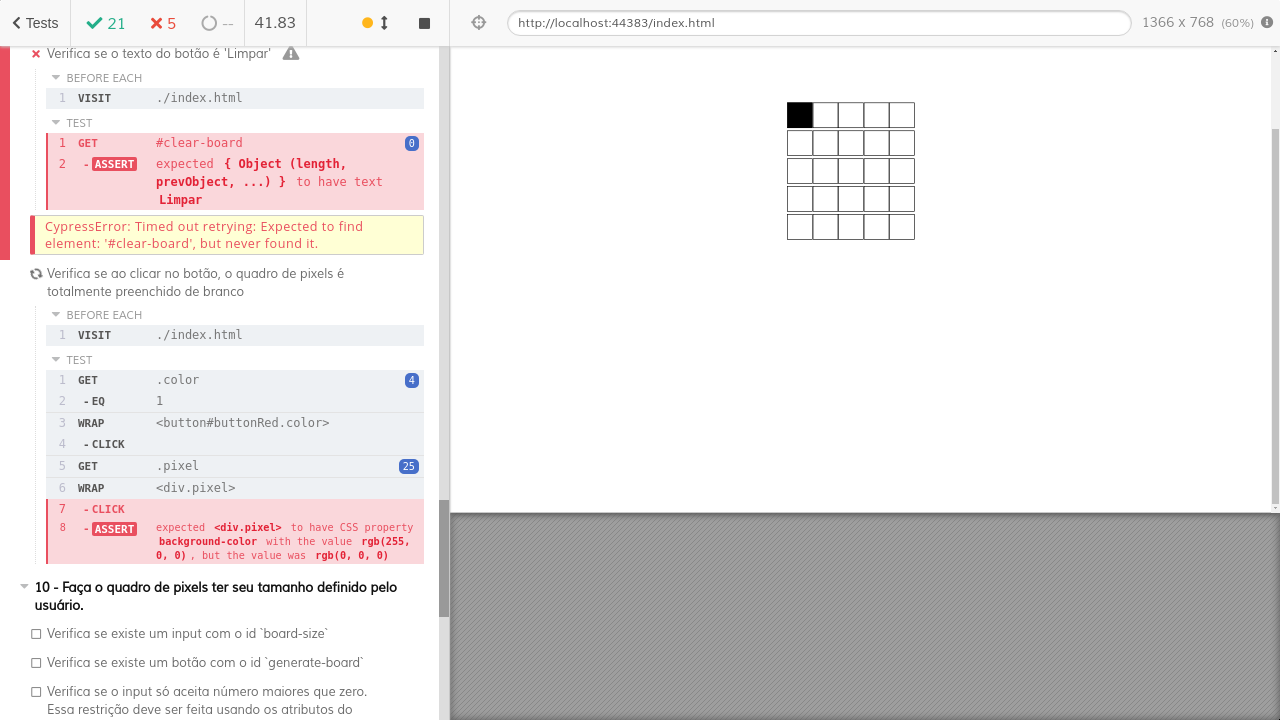 Tests 21 5 -- 41.83
http://localhost:44383/index.html 1366 x 768 (60%)
Verifica se o texto do botão é 'Limpar'
BEFORE EACH
1 VISIT ./index.html
TEST
1 GET #clear-board 0
2 - ASSERT expected { Object (length,
prevObject, ...) } to have text
Limpar
CypressError: Timed out retrying: Expected to find
element: '#clear-board', but never found it.
Verifica se ao clicar no botão, o quadro de pixels é
totalmente preenchido de branco
BEFORE EACH
1 VISIT ./index.html
TEST
1 GET .color 4
2 - EQ 1
3 WRAP <button#buttonRed.color>
4 - CLICK
5 GET .pixel 25
6 WRAP <div.pixel>
7 - CLICK
8 - ASSERT expected <div.pixel> to have CSS property
background-color with the value rgb(255,
0, 0), but the value was rgb(0, 0, 0)
10 - Faça o quadro de pixels ter seu tamanho definido pelo
usuário.
Verifica se existe um input com o id `board-size`
Verifica se existe um botão com o id `generate-board`
Verifica se o input só aceita número maiores que zero.
Essa restrição deve ser feita usando os atributos do